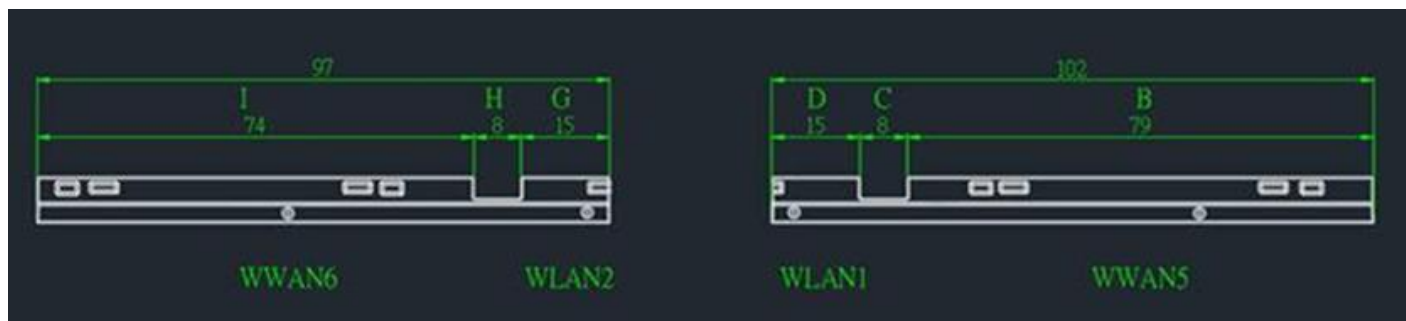 97 102
I H G D C B
74 8 15 15 8 79
WWAN6 WLAN2 WLAN1 WWAN5